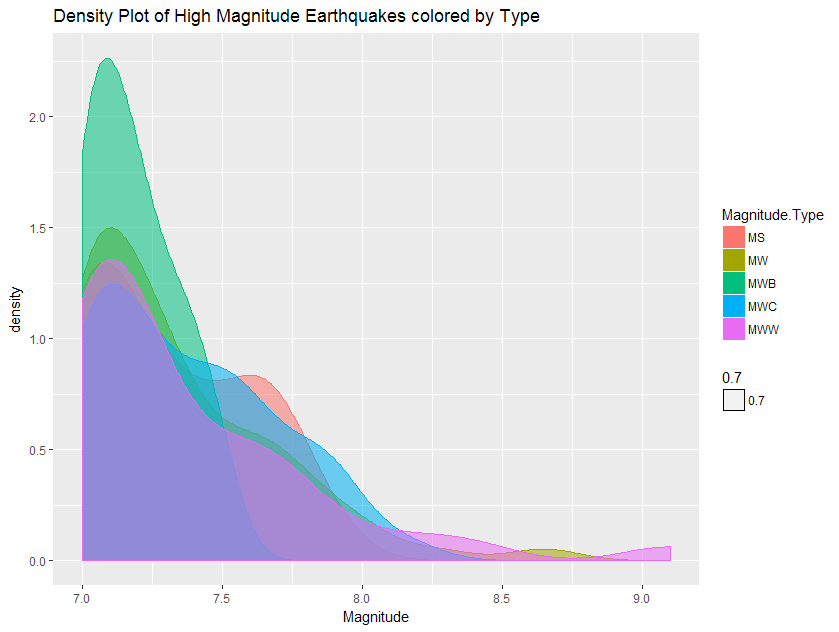 Density Plot of High Magnitude Earthquakes colored by Type
density
2.0
1.5
1.0
0.5
0.0
7.0 7.5 8.0 8.5 9.0
Magnitude
Magnitude.Type
MS
MW
MWB
MWC
MWW
0.7
0.7